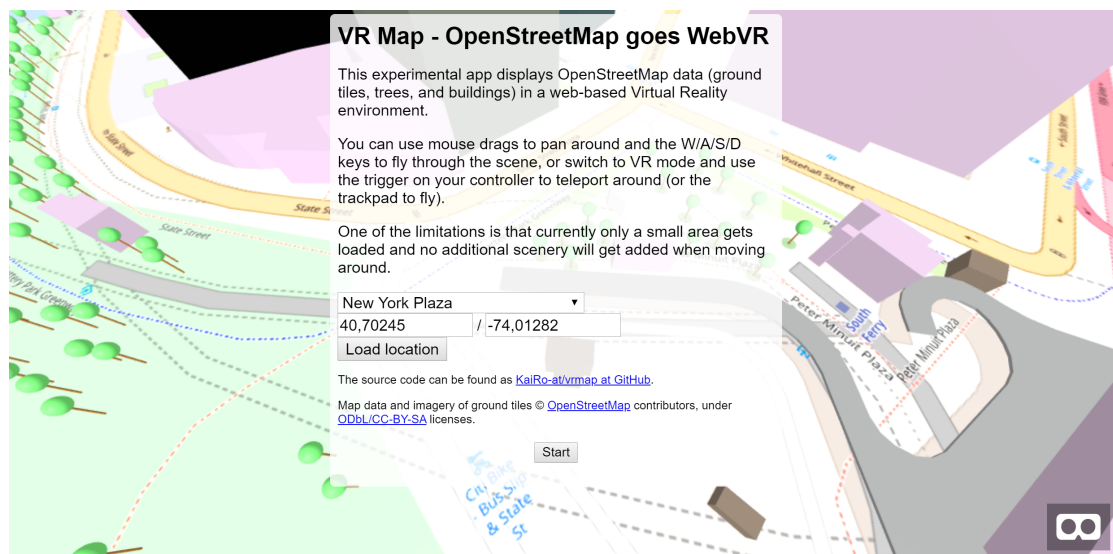 VR Map - OpenStreetMap goes WebVR
This experimental app displays OpenStreetMap data (ground
tiles, trees, and buildings) in a web-based Virtual Reality
environment.
You can use mouse drags to pan around and the W/A/S/D
keys to fly through the scene, or switch to VR mode and use
the trigger on your controller to teleport around (or the
trackpad to fly).
One of the limitations is that currently only a small area gets
loaded and no additional scenery will get added when moving
around.
New York Plaza
40,70245 / -74,01282
Load location
The source code can be found as KaiRo-at/vrmap at GitHub.
Map data and imagery of ground tiles © OpenStreetMap contributors, under
ODbL/CC-BY-SA licenses.
Start
State Street
State Street
State Street
Whitehall Street
South
Ferry
Peter Minuit Plaza
Peter Minuit Plaza
Citi Bike
- Bus Slip
& State
St